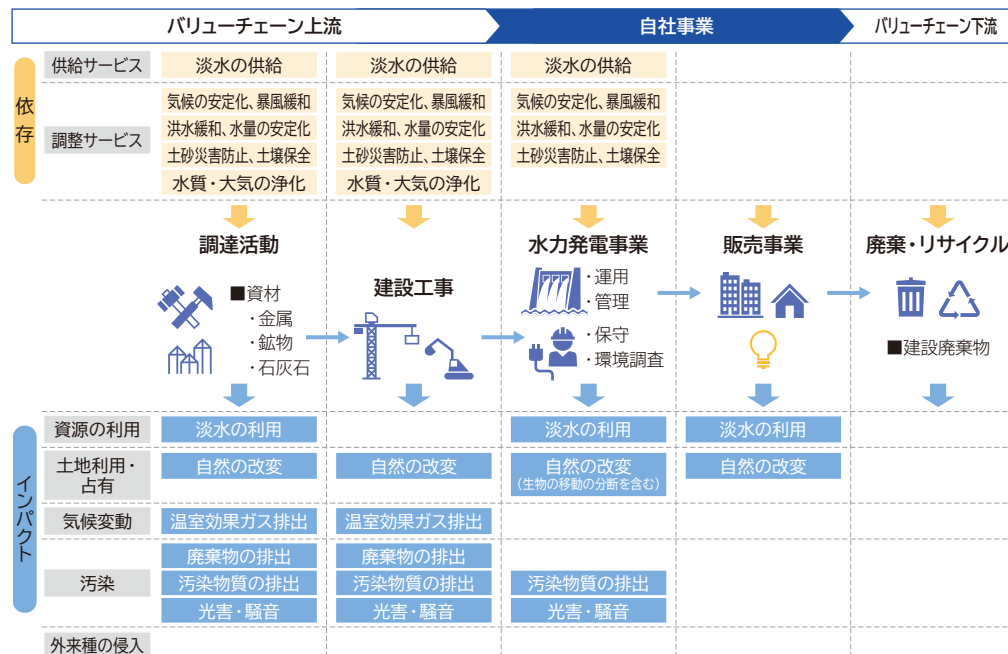 バリューチェーン上流
自社事業
バリューチェーン下流
依存
供給サービス
淡水の供給
淡水の供給
淡水の供給
調整サービス
気候の安定化、暴風緩和
気候の安定化、暴風緩和
気候の安定化、暴風緩和
洪水緩和、水量の安定化
洪水緩和、水量の安定化
洪水緩和、水量の安定化
土砂災害防止、土壌保全
土砂災害防止、土壌保全
土砂災害防止、土壌保全
水質・大気の浄化
水質・大気の浄化
調達活動
■資材
・金属
・鉱物
・石灰石
建設工事
水力発電事業
・運用
・管理
・保守
・環境調査
販売事業
廃棄・リサイクル
■建設廃棄物
インパクト
資源の利用
淡水の利用
淡水の利用
淡水の利用
土地利用・
占有
自然の改変
自然の改変
自然の改変
（生物の移動の分断を含む）
自然の改変
気候変動
温室効果ガス排出
温室効果ガス排出
汚染
廃棄物の排出
廃棄物の排出
汚染物質の排出
汚染物質の排出
汚染物質の排出
光害・騒音
光害・騒音
光害・騒音
外来種の侵入